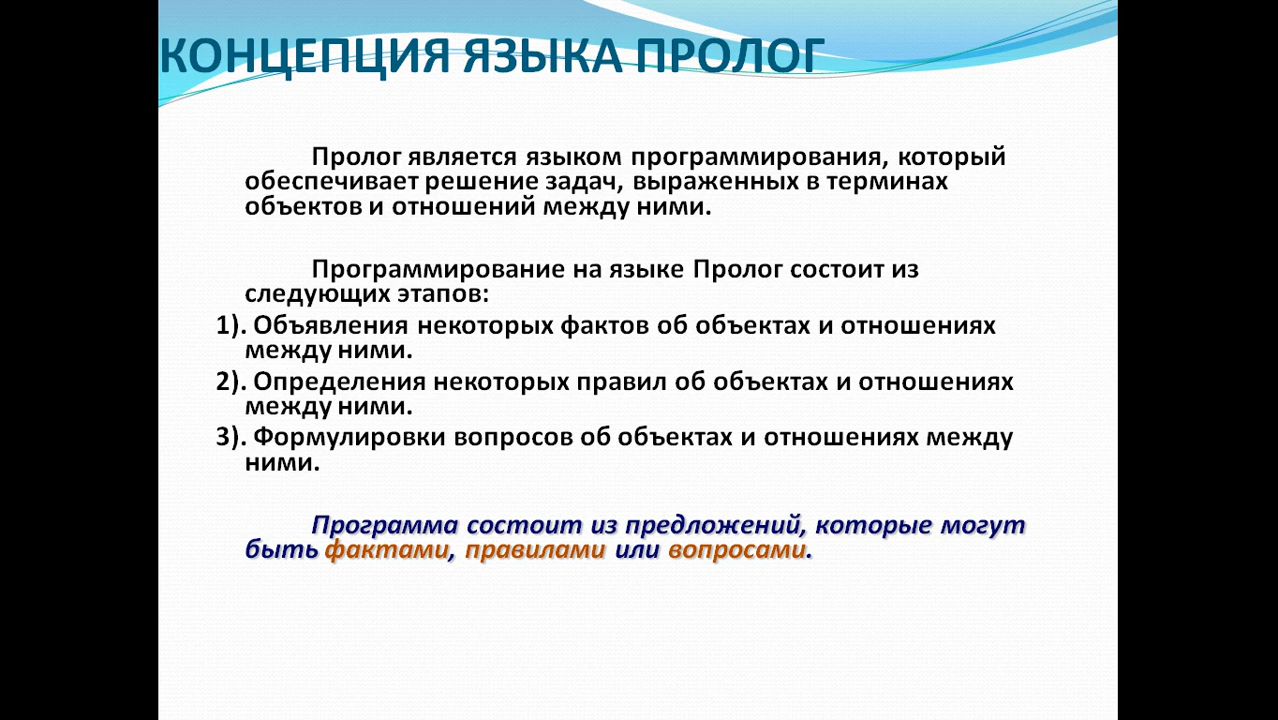 КОНЦЕПЦИЯ ЯЗЫКА ПРОЛОГ
Пролог является языком программирования, который
обеспечивает решение задач, выраженных в терминах
объектов и отношений между ними.
Программирование на языке Пролог состоит из
следующих этапов:
1). Объявления некоторых фактов об объектах и отношениях
между ними.
2). Определения некоторых правил об объектах и отношениях
между ними.
3). Формулировки вопросов об объектах и отношениях между
ними.
Программа состоит из предложений, которые могут
быть фактами, правилами или вопросами.